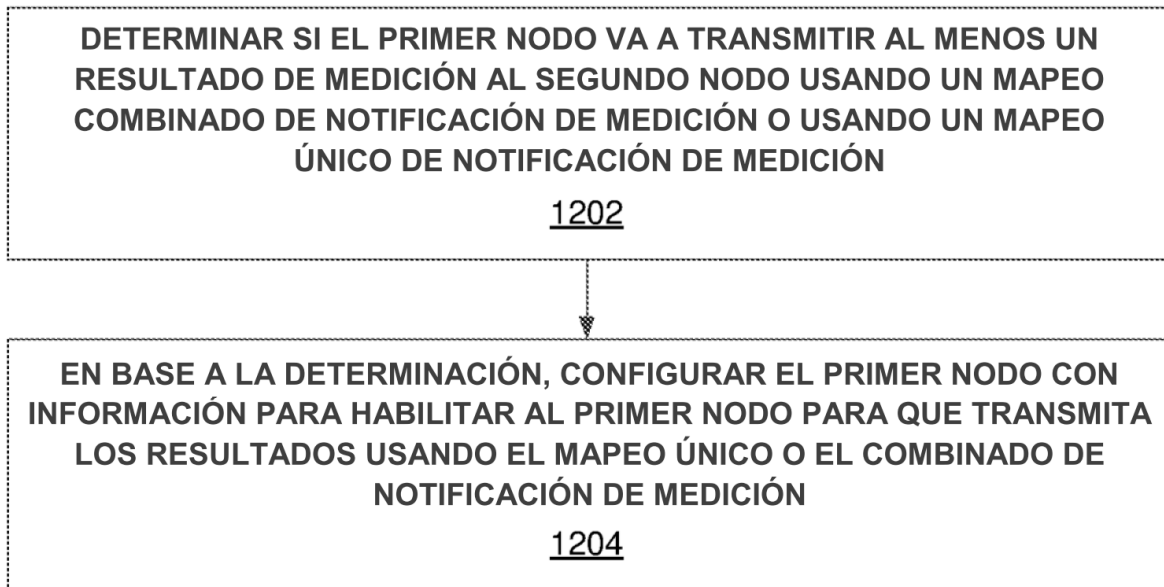 DETERMINAR SI EL PRIMER NODO VA A TRANSMITIR AL MENOS UN
RESULTADO DE MEDICIÓN AL SEGUNDO NODO USANDO UN MAPEO
COMBINADO DE NOTIFICACIÓN DE MEDICIÓN O USANDO UN MAPEO
ÚNICO DE NOTIFICACIÓN DE MEDICIÓN
1202
EN BASE A LA DETERMINACIÓN, CONFIGURAR EL PRIMER NODO CON
INFORMACIÓN PARA HABILITAR AL PRIMER NODO PARA QUE TRANSMITA
LOS RESULTADOS USANDO EL MAPEO ÚNICO O EL COMBINADO DE
NOTIFICACIÓN DE MEDICIÓN
1204